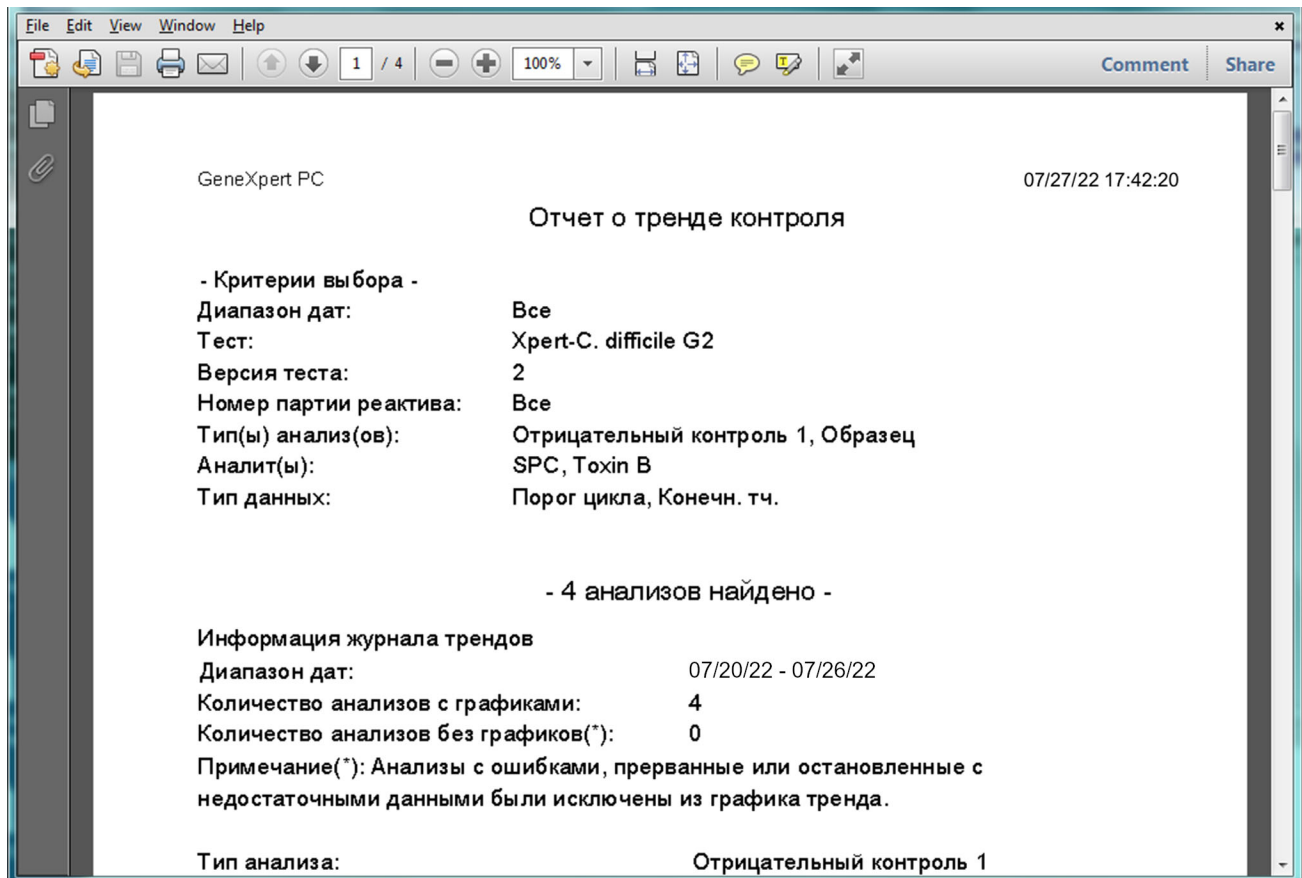 File Edit View Window Help
1 / 4 100% Comment Share
GeneXpert PC 07/27/22 17:42:20
Отчет о тренде контроля
- Критерии выбора -
Диапазон дат: Все
Тест: Xpert-C. difficile G2
Версия теста: 2
Номер партии реактива: Все
Тип(ы) анализ(ов): Отрицательный контроль 1, Образец
Аналит(ы): SPC, Toxin B
Тип данных: Порог цикла, Конечн. тч.
- 4 анализов найдено -
Информация журнала трендов
Диапазон дат: 07/20/22 - 07/26/22
Количество анализов с графиками: 4
Количество анализов без графиков(*): 0
Примечание(*): Анализы с ошибками, прерванные или остановленные с
недостаточными данными были исключены из графика тренда.
Тип анализа: Отрицательный контроль 1